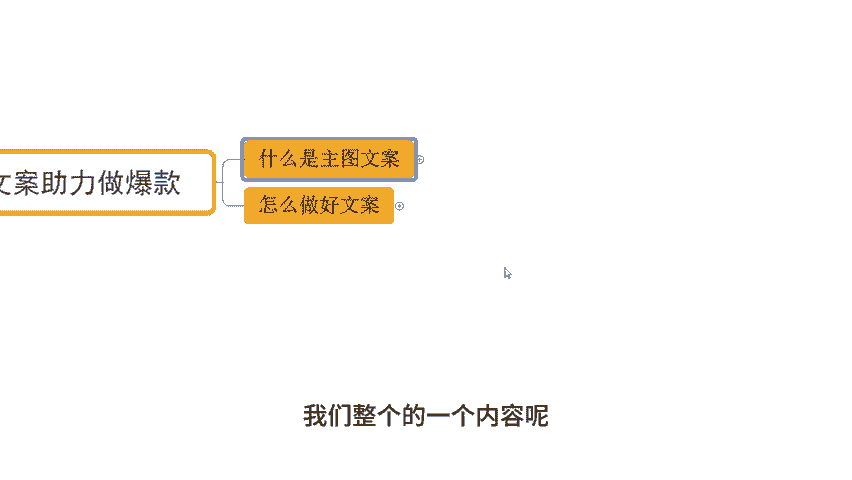 什么是主图文案
文案助力做爆款
怎么做好文案
我们整个的一个内容呢